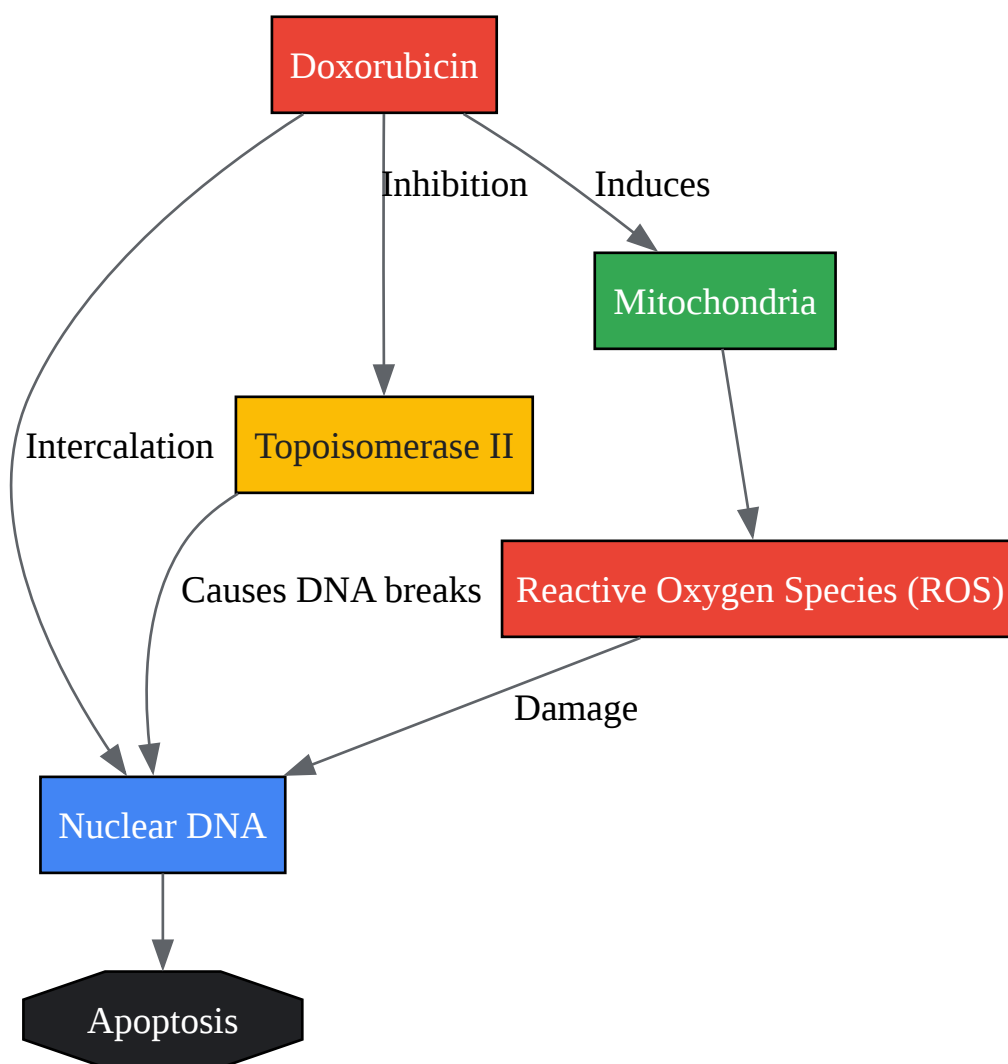 Doxorubicin
Inhibition
Induces
Mitochondria
Intercalation
Topoisomerase II
Causes DNA breaks
Reactive Oxygen Species (ROS)
Damage
Nuclear DNA
Apoptosis